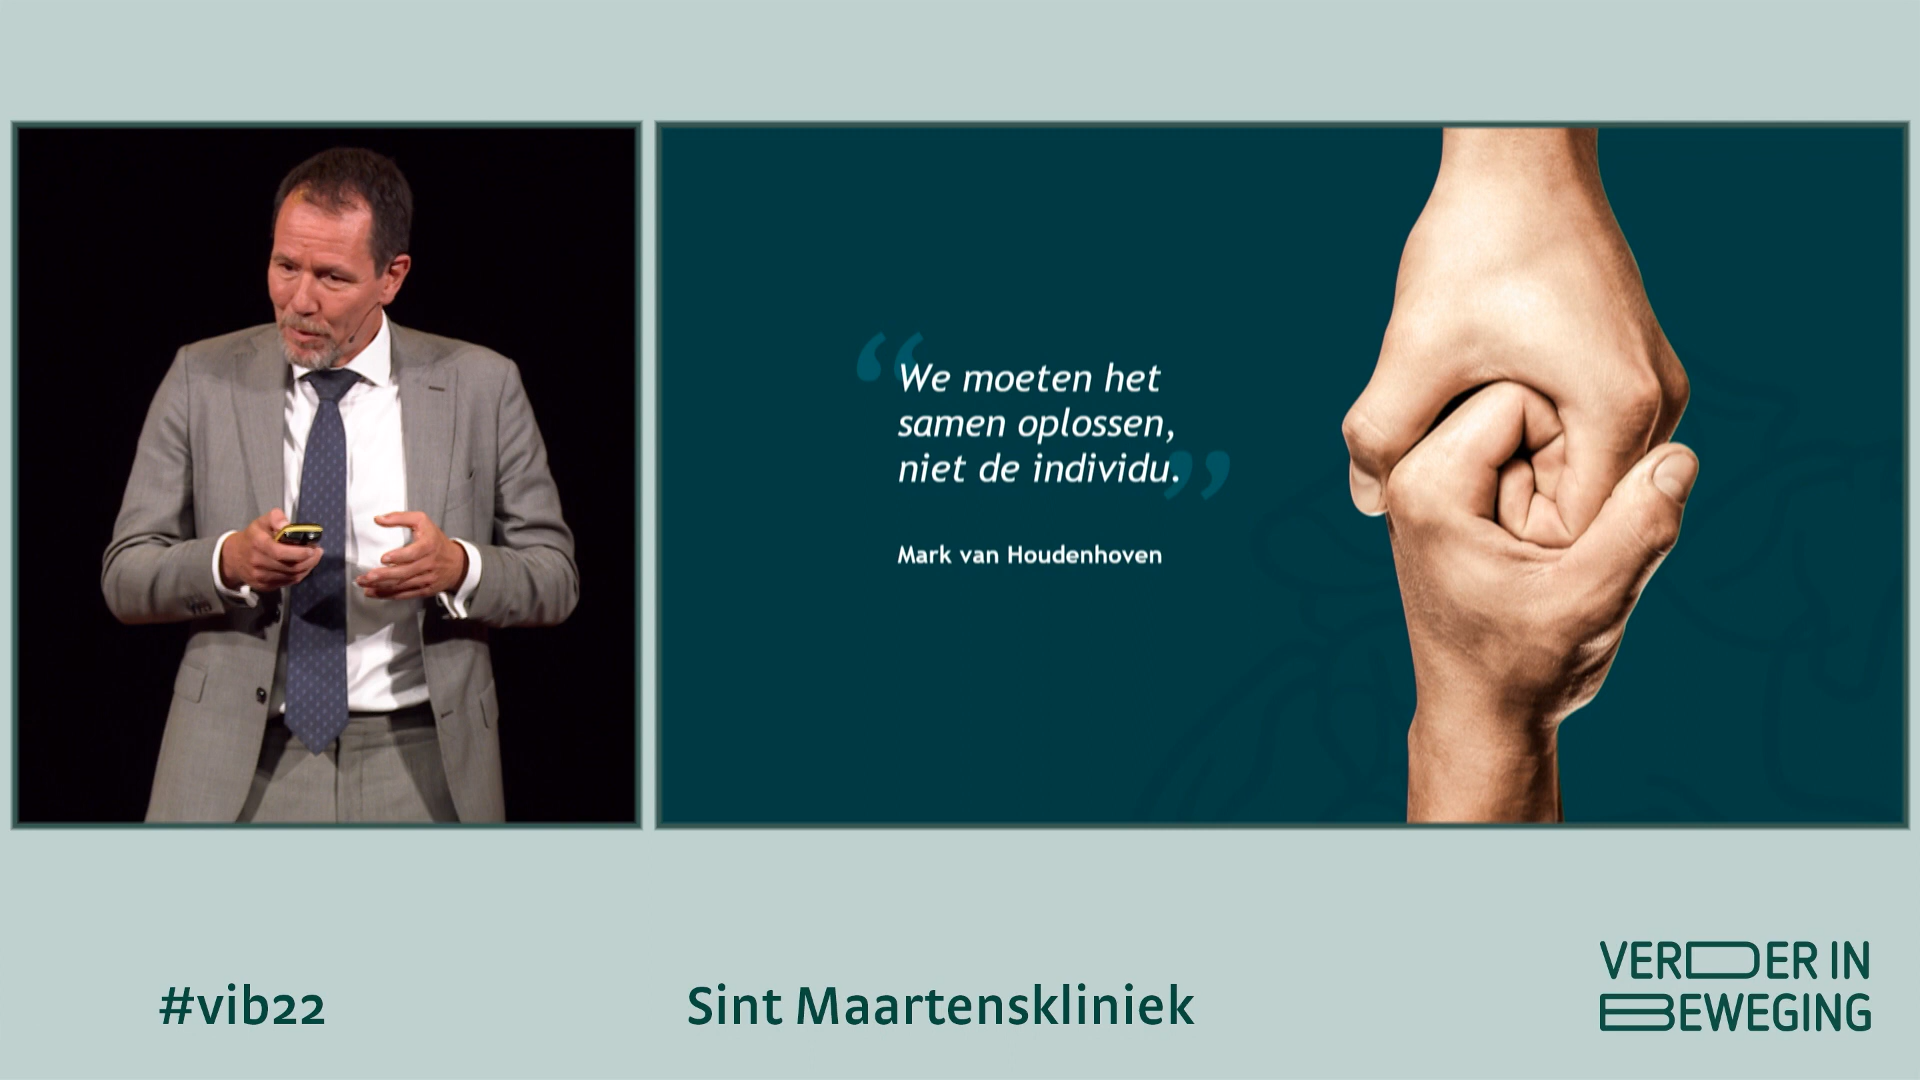 “We moeten het
samen oplossen,
niet de individu.”
Mark van Houdenhoven
#vib22
Sint Maartenskliniek
VERDER IN
BEWEGING